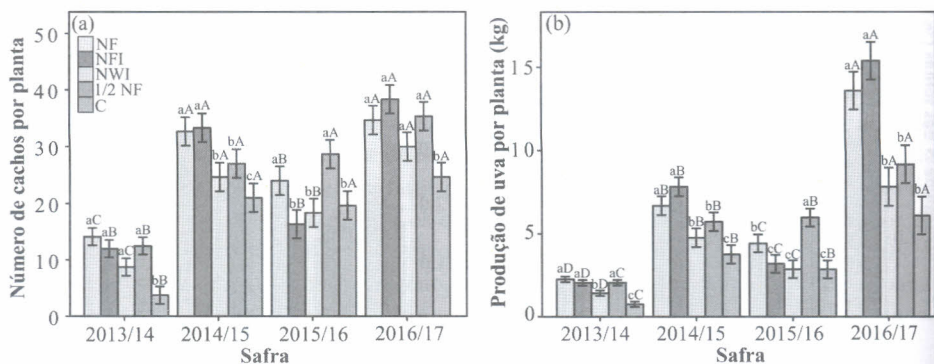 (a)
Número de cachos por planta
50
40
30
20
10
0
NF
NFI
NWI
1/2 NF
C
aC aB aC aB bB
aA aA bA bA cA
aB bB bB aA bA
aA aA aA aA bA
2013/14 2014/15 2015/16 2016/17
Safra
(b)
Produção de uva por planta (kg)
15
10
5
0
aD aD bD aC cC
aB aB bB bB cB
bC cC cC aB cC
aA aA bA bA bA
2013/14 2014/15 2015/16 2016/17
Safra